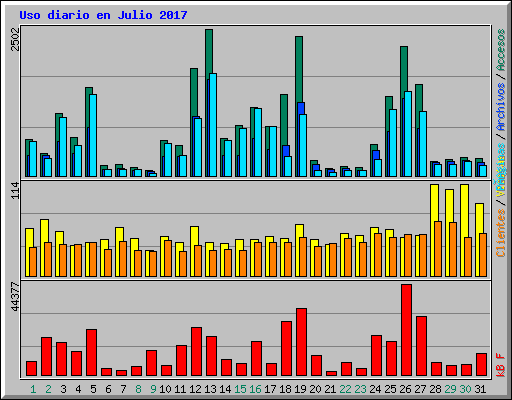 Uso diario en Julio 2017
2502
114
44377
Accesos
/
Archivos
/
Clientes
/
kB F
1 2 3 4 5 6 7 8 9 10 11 12 13 14 15 16 17 18 19 20 21 22 23 24 25 26 27 28 29 30 31